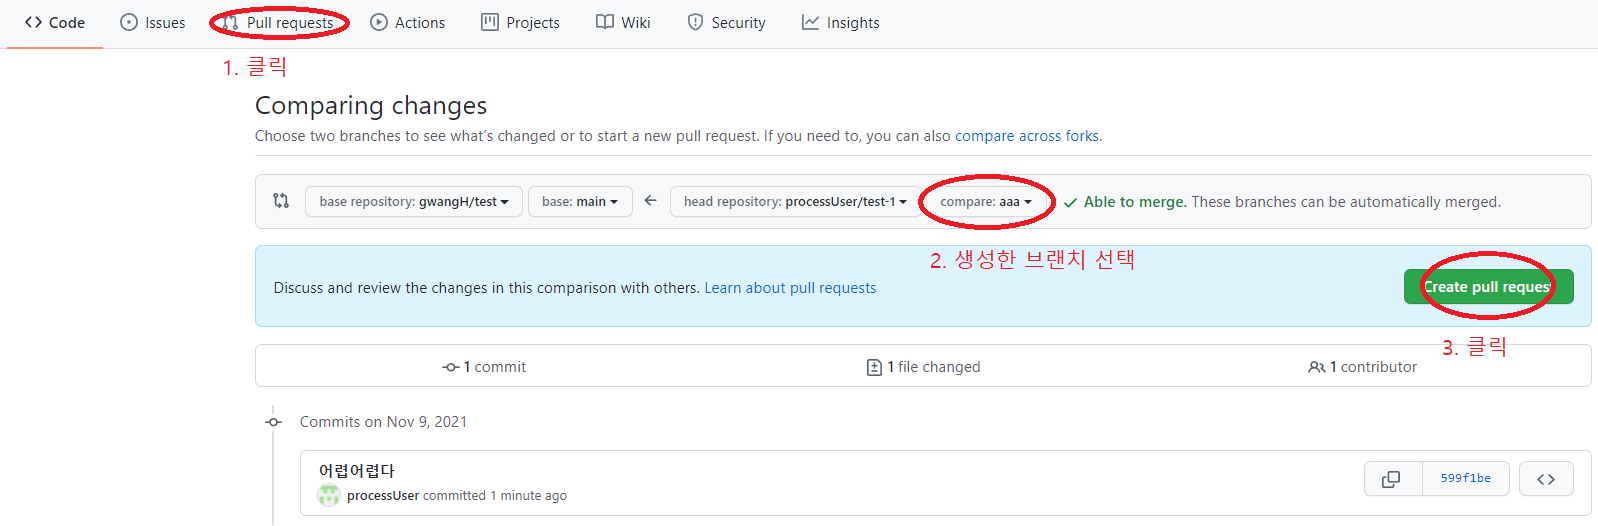 Code Issues Pull requests Actions Projects Wiki Security Insights
1. 클릭
Comparing changes
Choose two branches to see what's changed or to start a new pull request. If you need to, you can also compare across forks.
base repository: gwangH/test base: main head repository: processUser/test-1 compare: aaa Able to merge. These branches can be automatically merged.
2. 생성한 브랜치 선택
Discuss and review the changes in this comparison with others. Learn about pull requests Create pull request
3. 클릭
1 commit 1 file changed 1 contributor
Commits on Nov 9, 2021
어렵어렵다
processUser committed 1 minute ago 599f1be